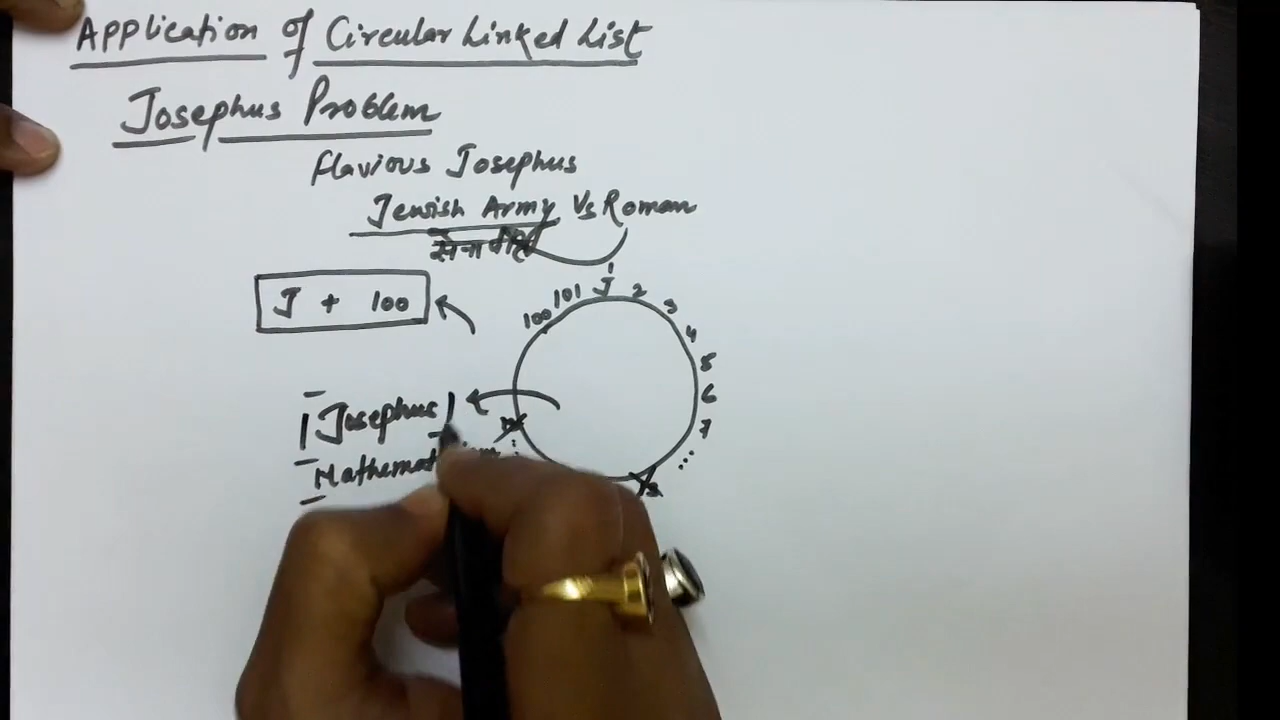 Application of Circular Linked List
Josephus Problem
Flavious Josephus
Jewish Army Vs Roman
J + 100
100 101 J 1 2 3 4 5 6 7
Josephus